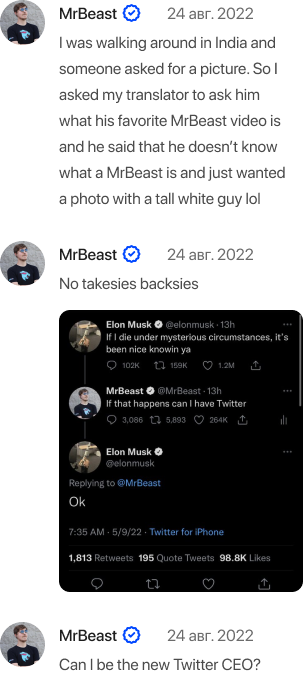 MrBeast 24 авг. 2022
I was walking around in India and
someone asked for a picture. So I
asked my translator to ask him
what his favorite MrBeast video is
and he said that he doesn’t know
what a MrBeast is and just wanted
a photo with a tall white guy lol
MrBeast 24 авг. 2022
No takesies backsies
Elon Musk @elonmusk · 13h
If I die under mysterious circumstances, it’s
been nice knowin ya
102K 159K 1.2M
MrBeast @MrBeast · 13h
If that happens can I have Twitter
3,086 5,893 264K
Elon Musk
@elonmusk
Replying to @MrBeast
Ok
7:35 AM · 5/9/22 · Twitter for iPhone
1,813 Retweets 195 Quote Tweets 98.8K Likes
MrBeast 24 авг. 2022
Can I be the new Twitter CEO?